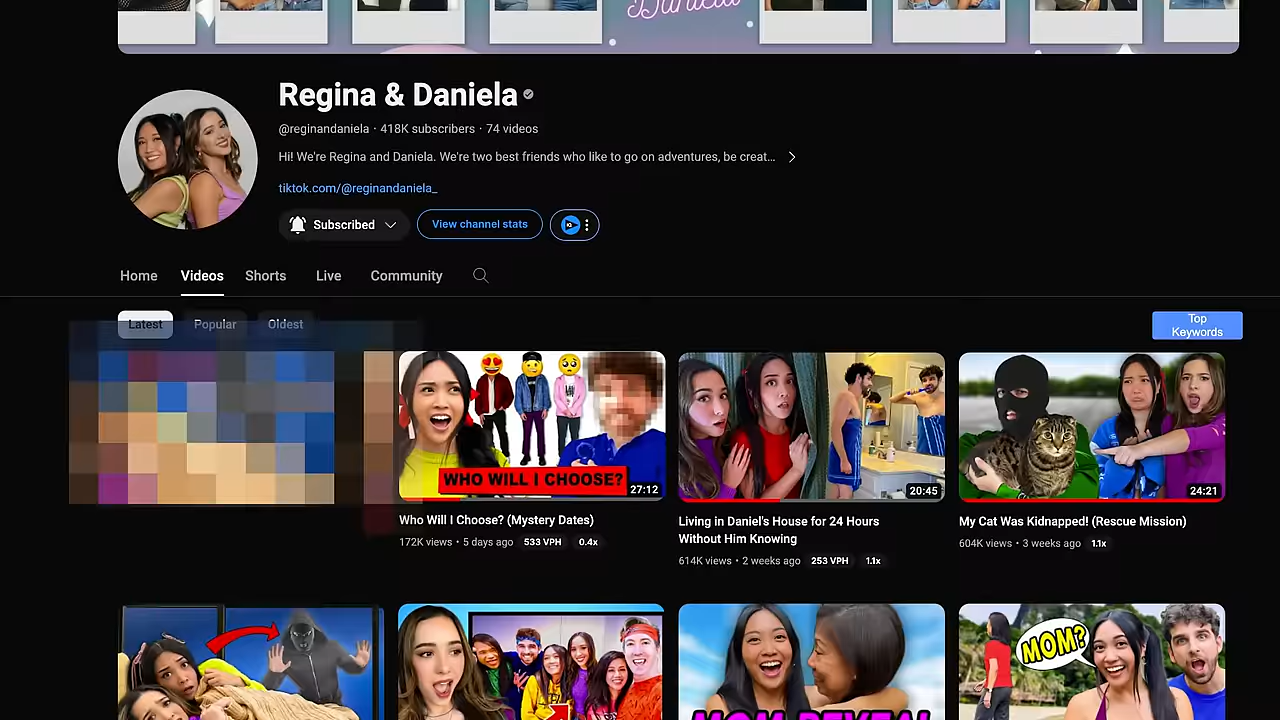 Daniela
Regina & Daniela
@reginandaniela · 418K subscribers · 74 videos
Hi! We're Regina and Daniela. We're two best friends who like to go on adventures, be creat...
tiktok.com/@reginandaniela_
Subscribed
View channel stats
Home Videos Shorts Live Community
Latest Popular Oldest
Top
Keywords
WHO WILL I CHOOSE?
27:12
20:45
24:21
Who Will I Choose? (Mystery Dates)
172K views · 5 days ago 533 VPH 0.4x
Living in Daniel's House for 24 Hours
Without Him Knowing
614K views · 2 weeks ago 253 VPH 1.1x
My Cat Was Kidnapped! (Rescue Mission)
604K views · 3 weeks ago 1.1x
MOM REVEAL
MOM?